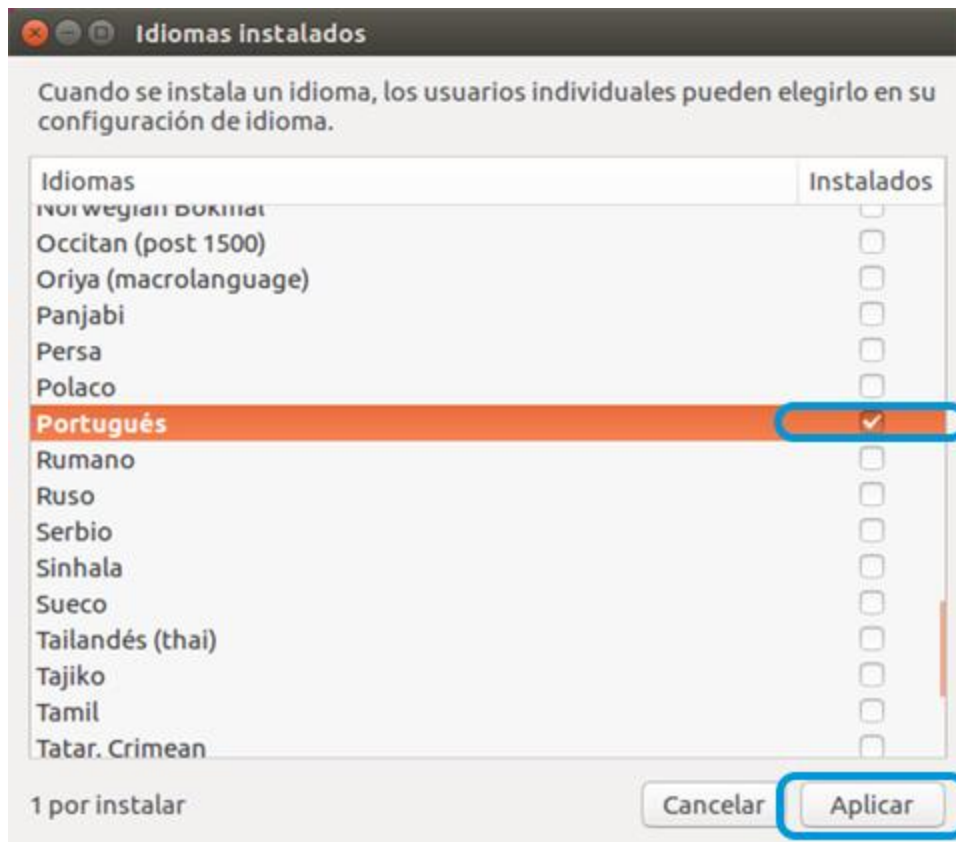 Idiomas instalados
Cuando se instala un idioma, los usuarios individuales pueden elegirlo en su
configuración de idioma.
Idiomas Instalados
Norwegian Bokmål
Occitan (post 1500)
Oriya (macrolanguage)
Panjabi
Persa
Polaco
Portugués
Rumano
Ruso
Serbio
Sinhala
Sueco
Tailandés (thai)
Tajiko
Tamil
Tatar, Crimean
1 por instalar Cancelar Aplicar